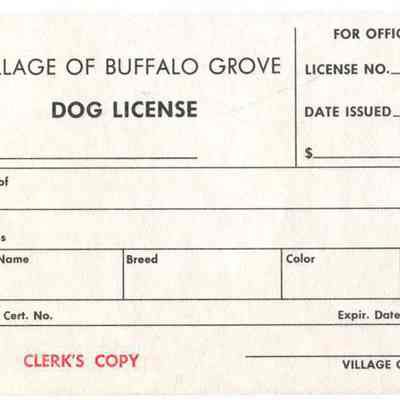 FOR OFFIC
LLAGE OF BUFFALO GROVE
LICENSE NO.
DOG LICENSE
DATE ISSUED
$
of
s
Name Breed Color
Cert. No. Expir. Date
CLERK'S COPY
VILLAGE C